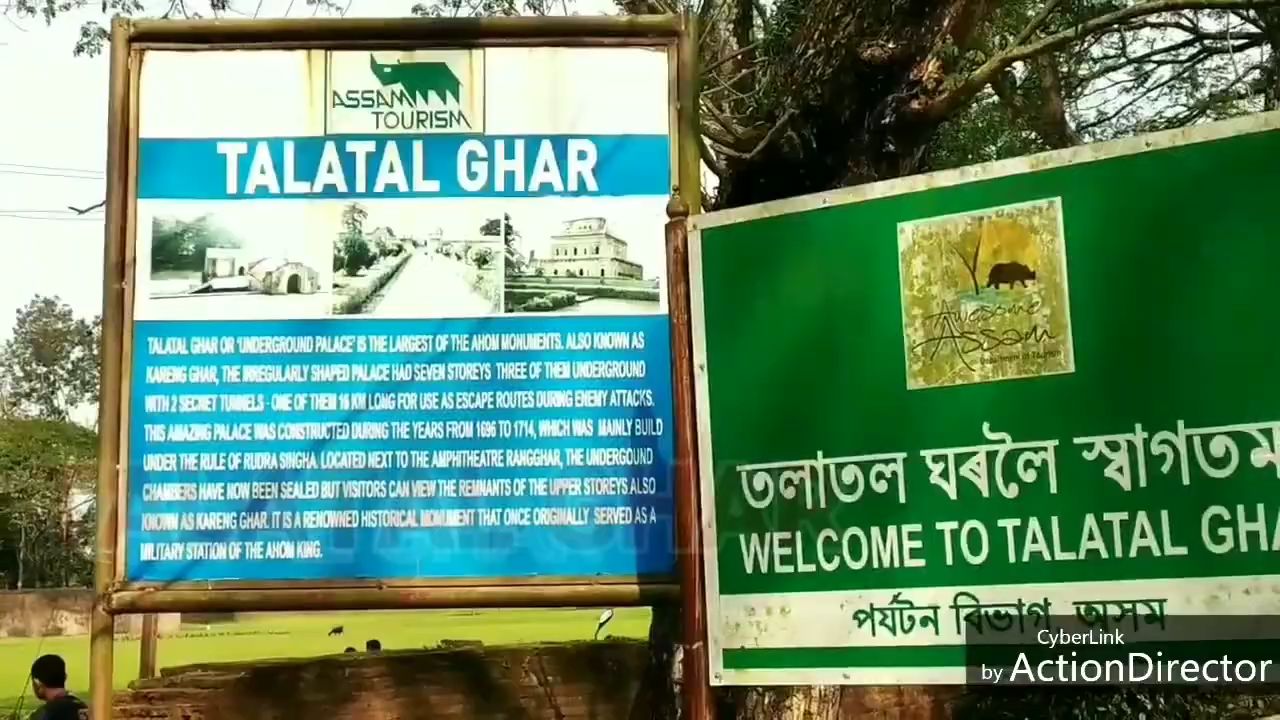 ASSAM
TOURISM
TALATAL GHAR
TALATAL GHAR OR 'UNDERGROUND PALACE' IS THE LARGEST OF THE AHOM MONUMENTS. ALSO KNOWN AS
KARENG GHAR, THE IRREGULARLY SHAPED PALACE HAD SEVEN STOREYS THREE OF THEM UNDERGROUND
WITH 2 SECRET TUNNELS - ONE OF THEM 16 KM LONG FOR USE AS ESCAPE ROUTES DURING ENEMY ATTACKS.
THIS AMAZING PALACE WAS CONSTRUCTED DURING THE YEARS FROM 1696 TO 1714, WHICH WAS MAINLY BUILD
UNDER THE RULE OF RUDRA SINGHA. LOCATED NEXT TO THE AMPHITHEATRE RANGGHAR, THE UNDERGOUND
CHAMBERS HAVE NOW BEEN SEALED BUT VISITORS CAN VIEW THE REMNANTS OF THE UPPER STOREYS ALSO
KNOWN AS KARENG GHAR. IT IS A RENOWNED HISTORICAL MONUMENT THAT ONCE ORIGINALLY SERVED AS A
MILITARY STATION OF THE AHOM KING.
Awesome
Assam
Department of Tourism
তলাতল ঘৰলৈ স্বাগতম
WELCOME TO TALATAL GHA
পৰ্যটন বিভাগ, অসম
CyberLink
by ActionDirector